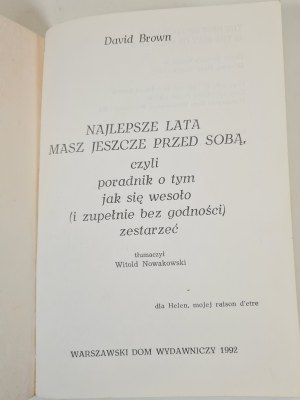 David Brown
NAJLEPSZE LATA
MASZ JESZCZE PRZED SOBĄ,
czyli
poradnik o tym
jak się wesoło
(i zupełnie bez godności)
zestarzeć
tłumaczył
Witold Nowakowski
dla Helen, mojej raison d'etre
WARSZAWSKI DOM WYDAWNICZY 1992